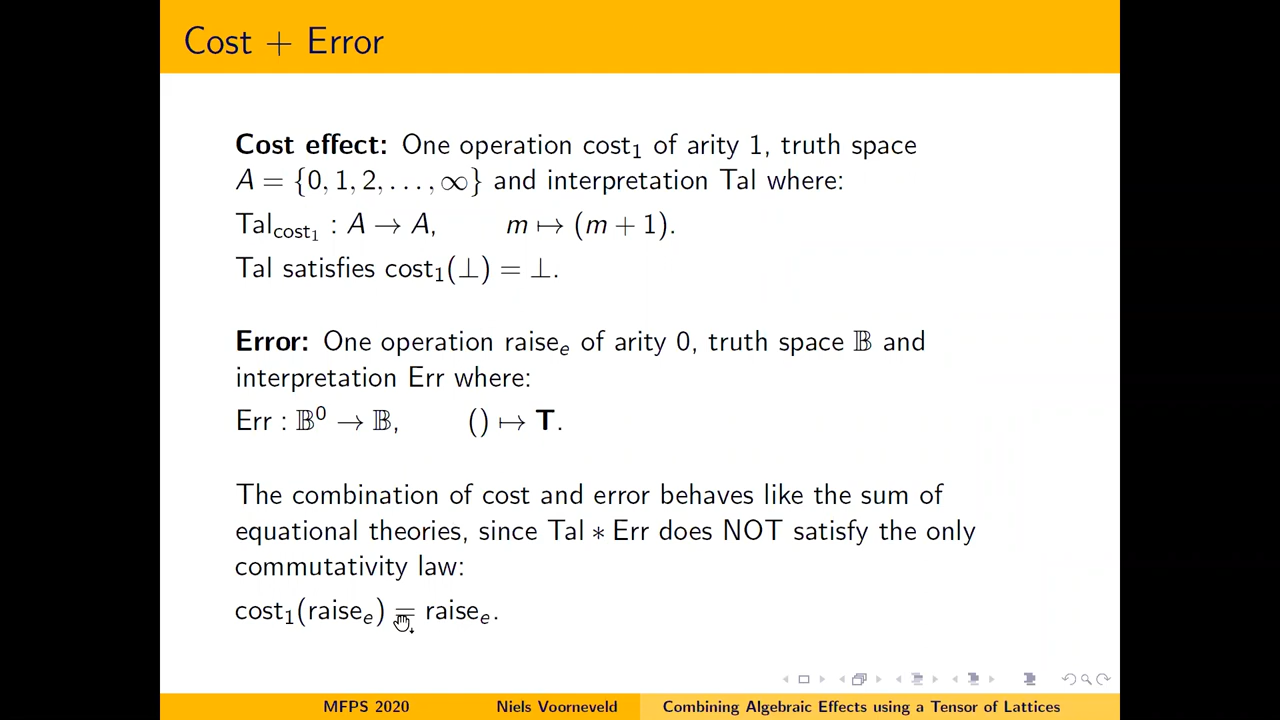 Cost + Error
Cost effect: One operation cost₁ of arity 1, truth space
A = {0, 1, 2, . . . , ∞} and interpretation Tal where:
Tal_cost₁ : A → A, m ↦ (m + 1).
Tal satisfies cost₁(⊥) = ⊥.
Error: One operation raiseₑ of arity 0, truth space 𝔹 and
interpretation Err where:
Err : 𝔹⁰ → 𝔹, () ↦ T.
The combination of cost and error behaves like the sum of
equational theories, since Tal ∗ Err does NOT satisfy the only
commutativity law:
cost₁(raiseₑ) = raiseₑ.
MFPS 2020 Niels Voorneveld Combining Algebraic Effects using a Tensor of Lattices